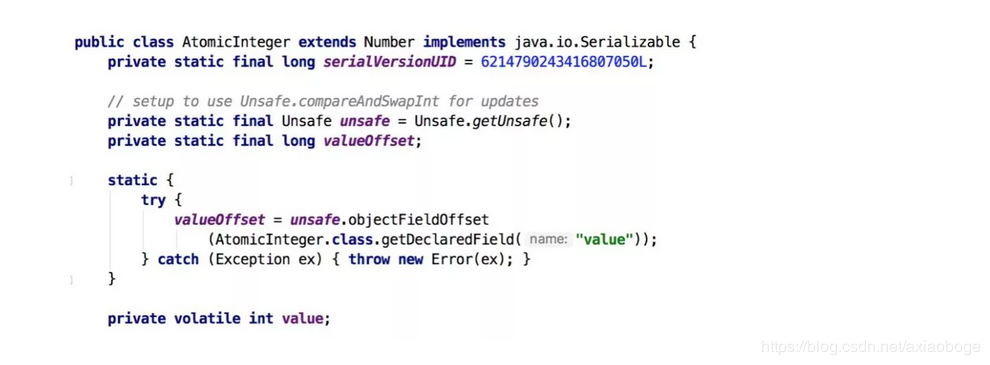 public class AtomicInteger extends Number implements java.io.Serializable {
private static final long serialVersionUID = 6214790243416807050L;
// setup to use Unsafe.compareAndSwapInt for updates
private static final Unsafe unsafe = Unsafe.getUnsafe();
private static final long valueOffset;
static {
try {
valueOffset = unsafe.objectFieldOffset
(AtomicInteger.class.getDeclaredField( name: "value"));
} catch (Exception ex) { throw new Error(ex); }
}
private volatile int value;
https://blog.csdn.net/axiaoboge